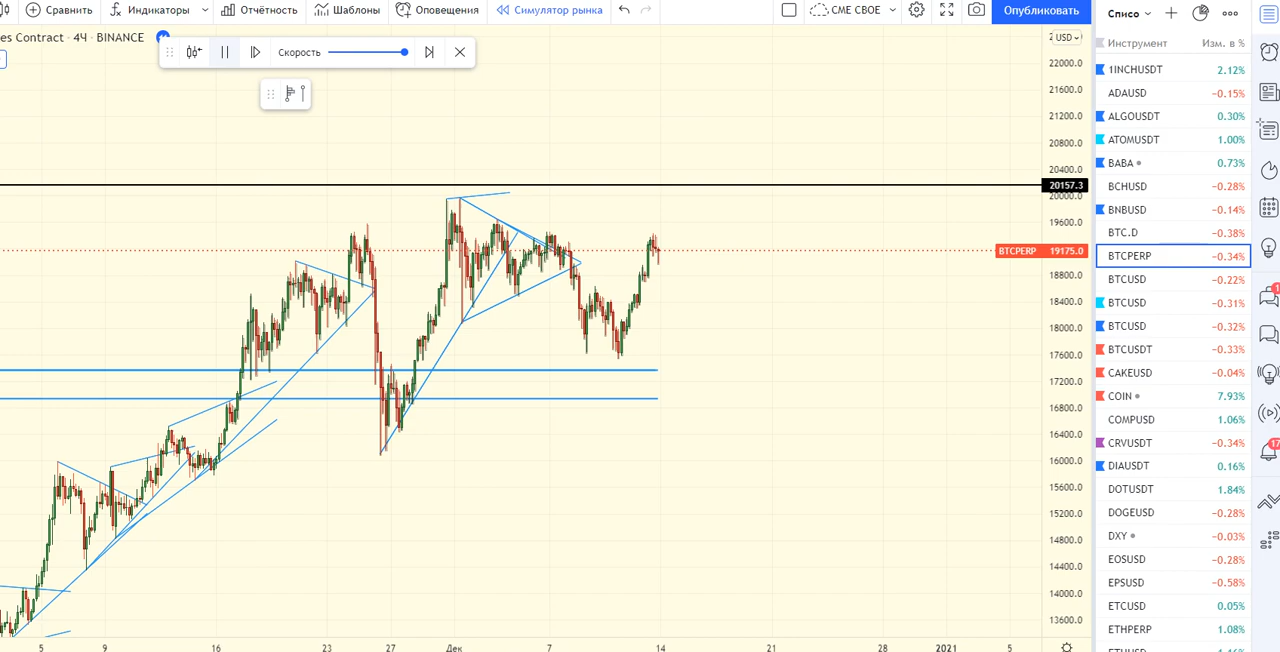 Сравнить Индикаторы Отчётность Шаблоны Оповещения Симулятор рынка CME СВОЕ Опубликовать Списо
es Contract · 4Ч · BINANCE
Скорость
USD
22000.0
21600.0
21200.0
20800.0
20400.0
20157.3
20000.0
19600.0
BTCPERP 19175.0
18800.0
18400.0
18000.0
17600.0
17200.0
16800.0
16400.0
16000.0
15600.0
15200.0
14800.0
14400.0
14000.0
13600.0
5 9 16 23 27 Дек 7 14 21 28 2021 5
Инструмент Изм. в %
1INCHUSDT 2.12%
ADAUSD −0.15%
ALGOUSDT 0.30%
ATOMUSDT 1.00%
BABA 0.73%
BCHUSD −0.28%
BNBUSD −0.14%
BTC.D −0.38%
BTCPERP −0.34%
BTCUSD −0.22%
BTCUSD −0.31%
BTCUSD −0.32%
BTCUSDT −0.33%
CAKEUSD −0.04%
COIN 7.93%
COMPUSD 1.06%
CRVUSDT −0.34%
DIAUSDT 0.16%
DOTUSDT 1.84%
DOGEUSD −0.28%
DXY −0.03%
EOSUSD −0.28%
EPSUSD −0.58%
ETCUSD 0.05%
ETHPERP 1.08%
1
17